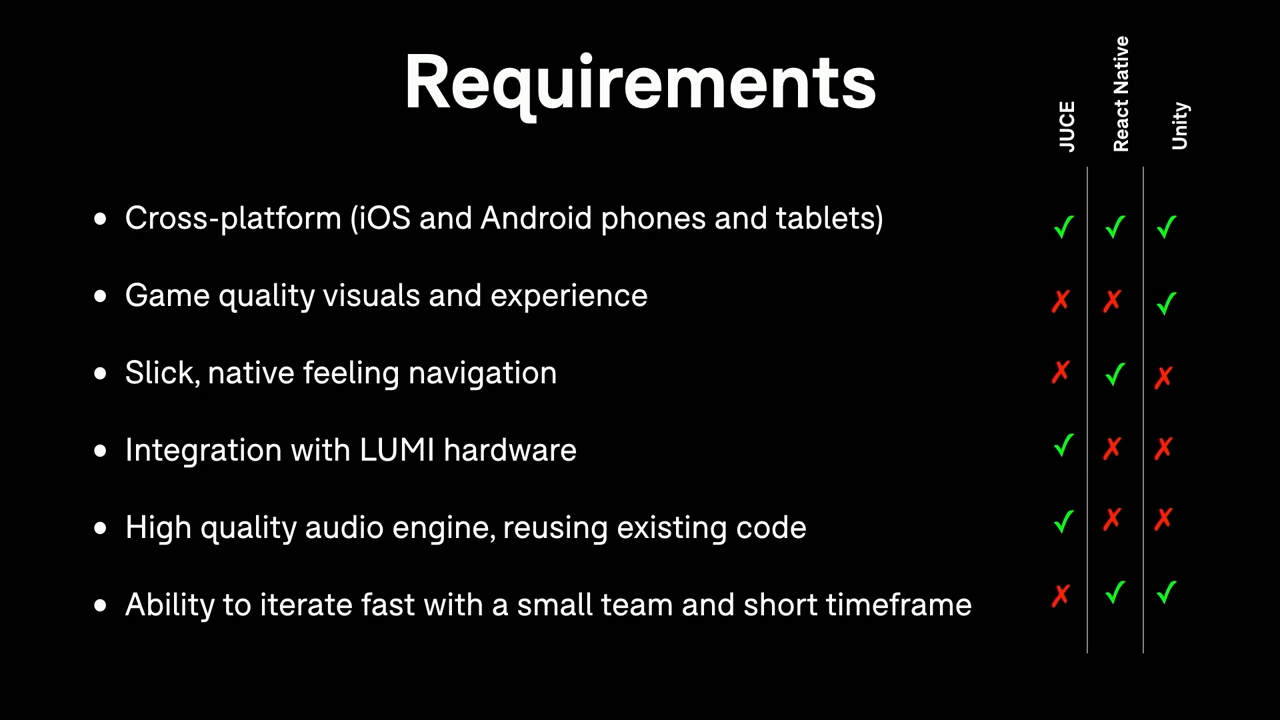 Requirements
JUCE
React Native
Unity
• Cross-platform (iOS and Android phones and tablets) ✓ ✓ ✓
• Game quality visuals and experience ✗ ✗ ✓
• Slick, native feeling navigation ✗ ✓ ✗
• Integration with LUMI hardware ✓ ✗ ✗
• High quality audio engine, reusing existing code ✓ ✗ ✗
• Ability to iterate fast with a small team and short timeframe ✗ ✓ ✓